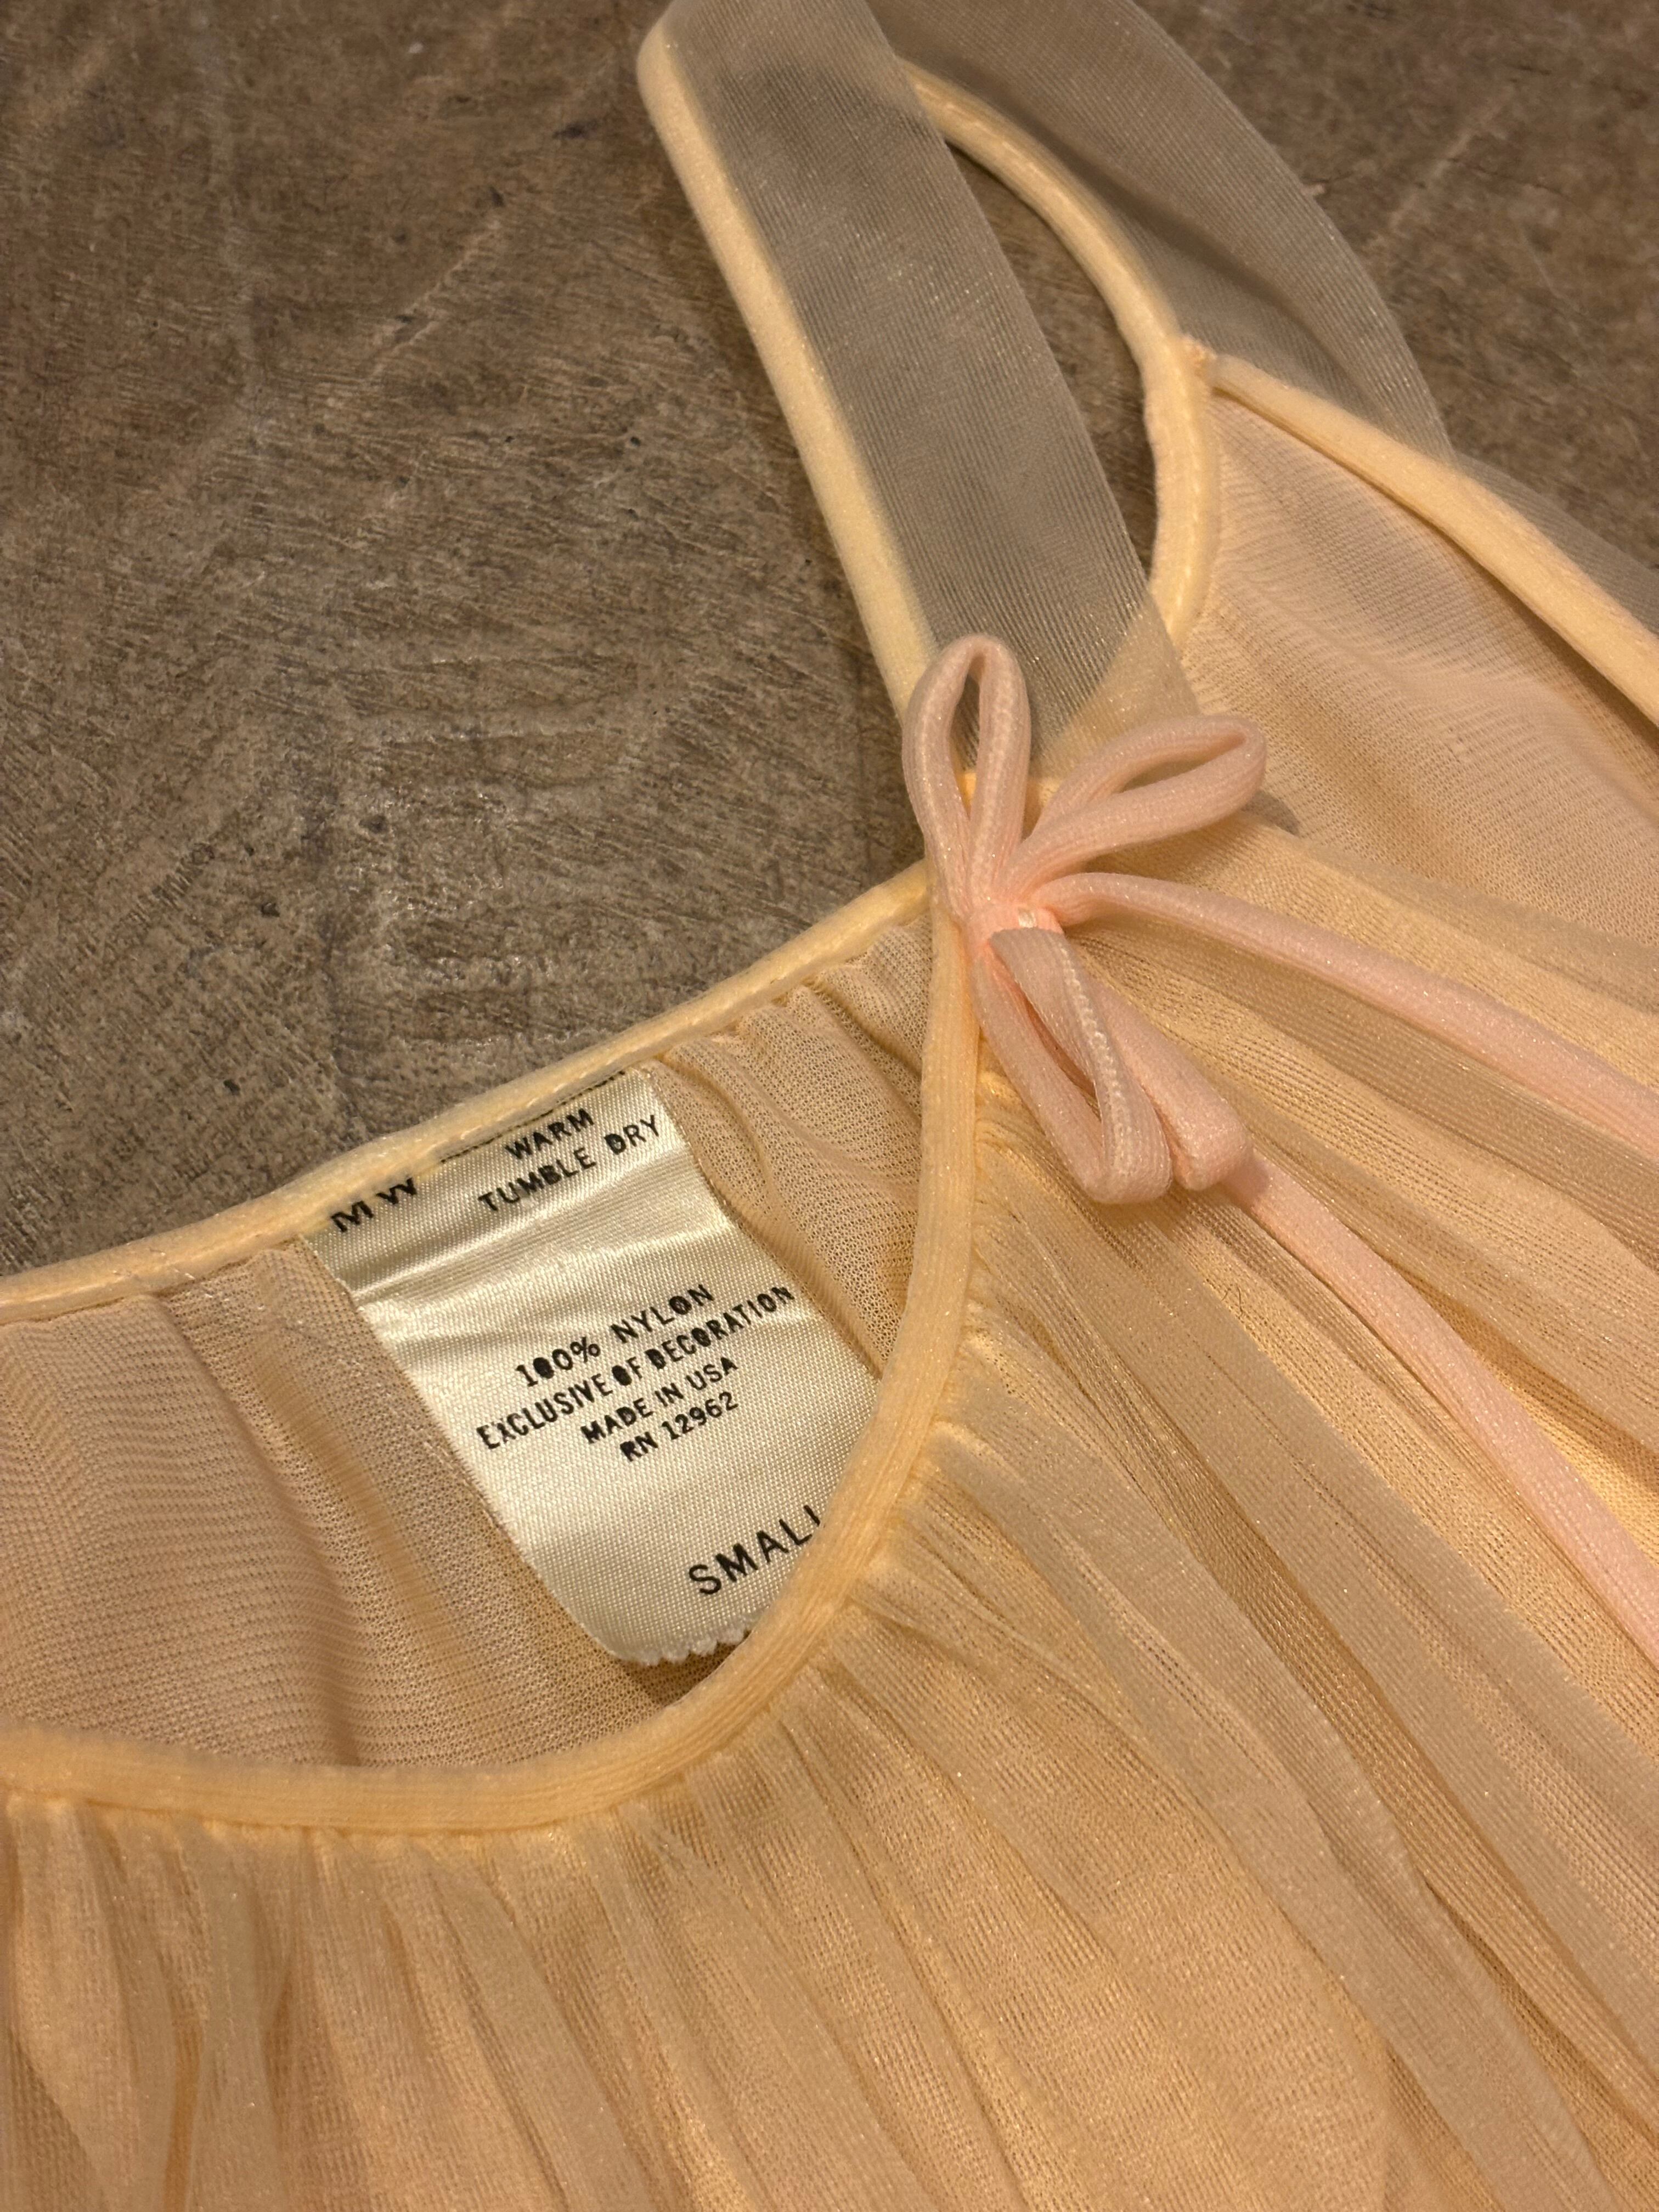 MW WARM
TUMBLE DRY
100% NYLON
EXCLUSIVE OF DECORATION
MADE IN USA
RN 12962
SMALL